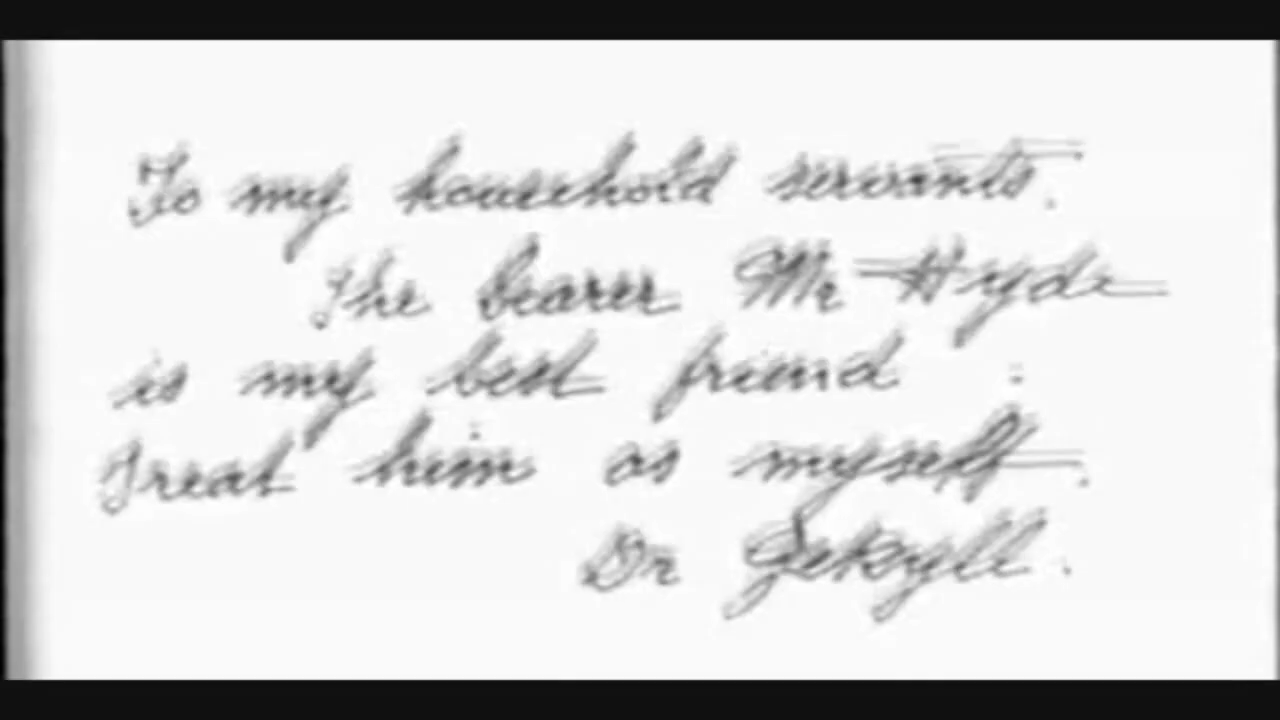 To my household servants.
The bearer Mr Hyde
is my best friend :
Treat him as myself.
Dr Jekyll.